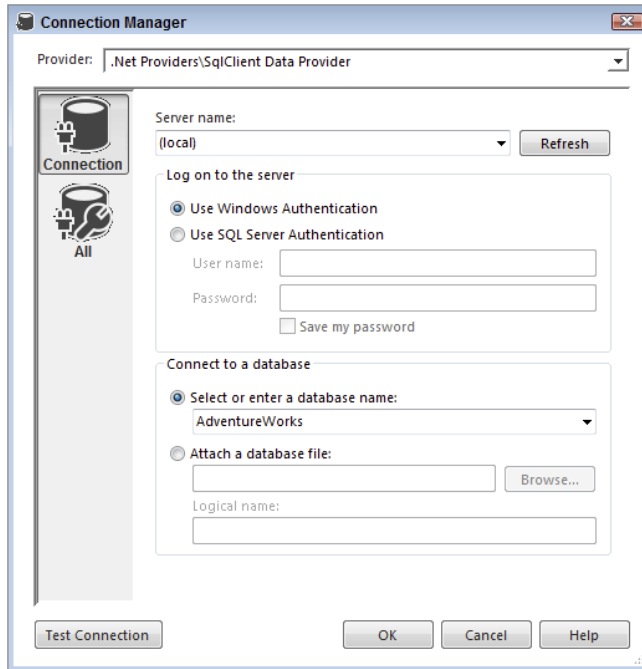 Connection Manager
Provider: .Net Providers\SqlClient Data Provider
Connection
All
Server name:
(local)
Refresh
Log on to the server
Use Windows Authentication
Use SQL Server Authentication
User name:
Password:
Save my password
Connect to a database
Select or enter a database name:
AdventureWorks
Attach a database file:
Browse...
Logical name:
Test Connection
OK
Cancel
Help